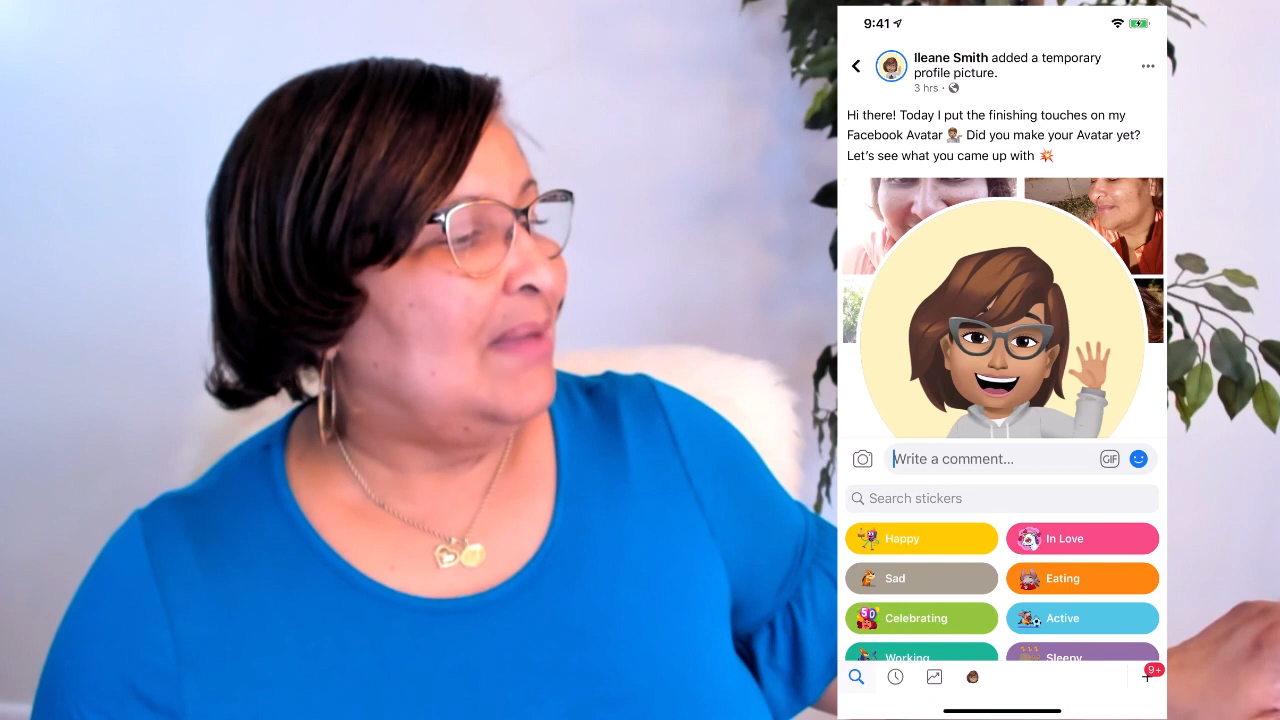 9:41
Ileane Smith added a temporary
profile picture.
3 hrs ·
Hi there! Today I put the finishing touches on my
Facebook Avatar Did you make your Avatar yet?
Let's see what you came up with
Write a comment...
GIF
Search stickers
Happy
In Love
Sad
Eating
50
Celebrating
Active
Working
Sleepy
9+